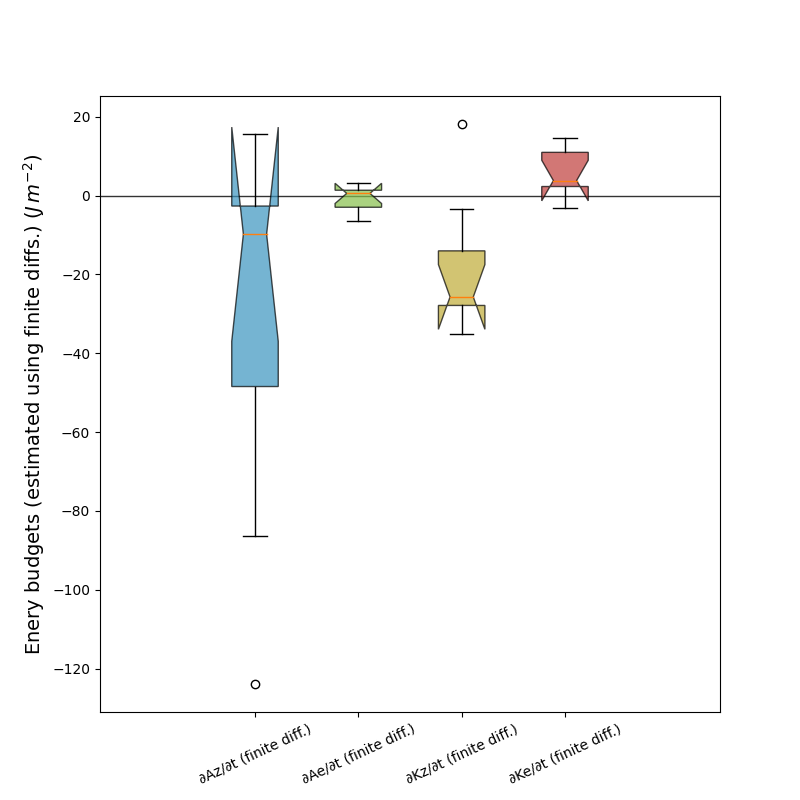 Enery budgets (estimated using finite diffs.) (J m⁻²)
20
0
−20
−40
−60
−80
−100
−120
∂Az/∂t (finite diff.)
∂Ae/∂t (finite diff.)
∂Kz/∂t (finite diff.)
∂Ke/∂t (finite diff.)